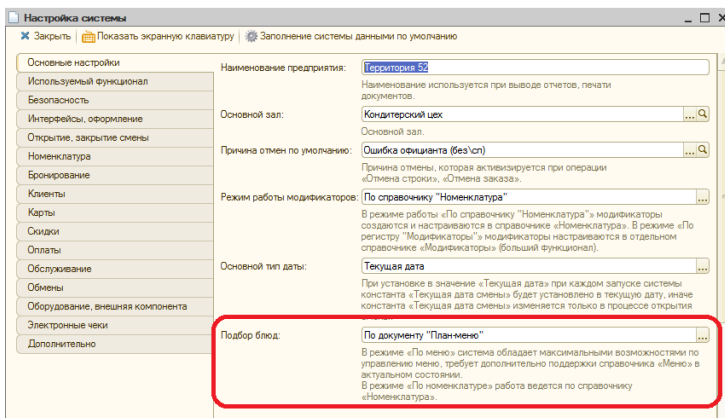 Настройка системы
Закрыть Показать экранную клавиатуру Заполнение системы данными по умолчанию
Основные настройки
Используемый функционал
Безопасность
Интерфейсы, оформление
Открытие, закрытие смены
Номенклатура
Бронирование
Клиенты
Карты
Скидки
Оплаты
Обслуживание
Обмены
Оборудование, внешняя компонента
Электронные чеки
Дополнительно
Наименование предприятия: Территория 52
Наименование используется при выводе отчетов, печати
документов.
Основной зал: Кондитерский цех ...
Основной зал.
Причина отмен по умолчанию: Ошибка официанта (без\сп) ...
Причина отмены, которая активизируется при операции
«Отмена строки», «Отмена заказа».
Режим работы модификаторов: По справочнику "Номенклатура" ...
В режиме работы «По справочнику "Номенклатура"» модификаторы
создаются и настраиваются в справочнике «Номенклатура». В режиме «По
регистру "Модификаторы"» модификаторы настраиваются в отдельном
справочнике «Модификаторы» (больший функционал).
Основной тип даты: Текущая дата ...
При установке в значение «Текущая дата» при каждом запуске системы
константа «Текущая дата смены» будет установлено в текущую дату, иначе
константа «Текущая дата смены» изменяется только в процессе открытия
Подбор блюд: По документу "План-меню" ...
В режиме «По меню» система обладает максимальными возможностями по
управлению меню, требует дополнительно поддержки справочника «Меню» в
актуальном состоянии.
В режиме «По номенклатуре» работа ведется по справочнику
«Номенклатура».